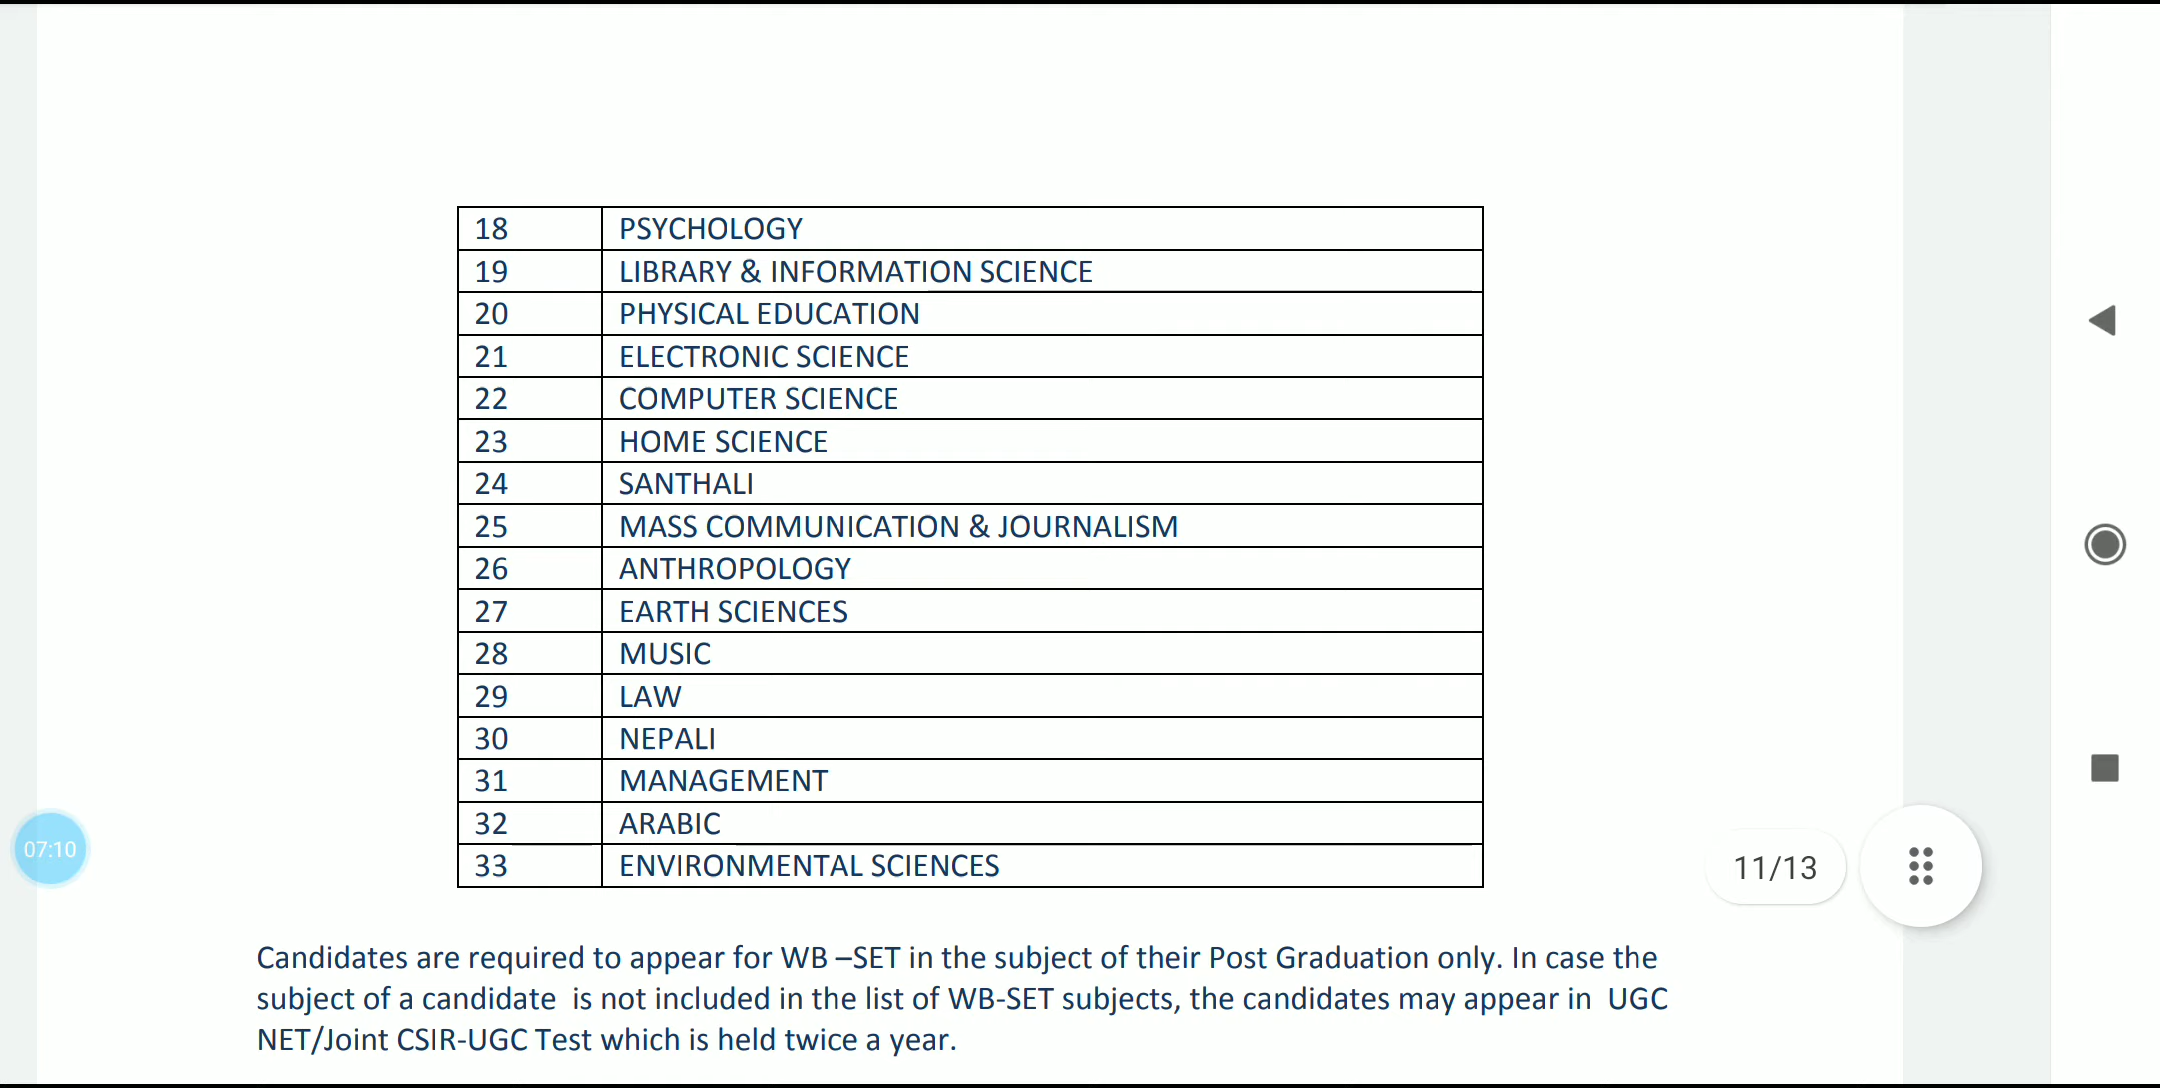 18 PSYCHOLOGY
19 LIBRARY & INFORMATION SCIENCE
20 PHYSICAL EDUCATION
21 ELECTRONIC SCIENCE
22 COMPUTER SCIENCE
23 HOME SCIENCE
24 SANTHALI
25 MASS COMMUNICATION & JOURNALISM
26 ANTHROPOLOGY
27 EARTH SCIENCES
28 MUSIC
29 LAW
30 NEPALI
31 MANAGEMENT
32 ARABIC
33 ENVIRONMENTAL SCIENCES
07:10
11/13
Candidates are required to appear for WB –SET in the subject of their Post Graduation only. In case the
subject of a candidate is not included in the list of WB-SET subjects, the candidates may appear in UGC
NET/Joint CSIR-UGC Test which is held twice a year.